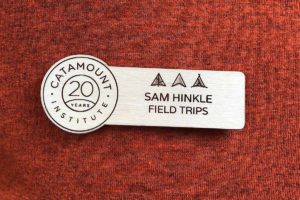 CATAMOUNT
20
YEARS
INSTITUTE
SAM HINKLE
FIELD TRIPS